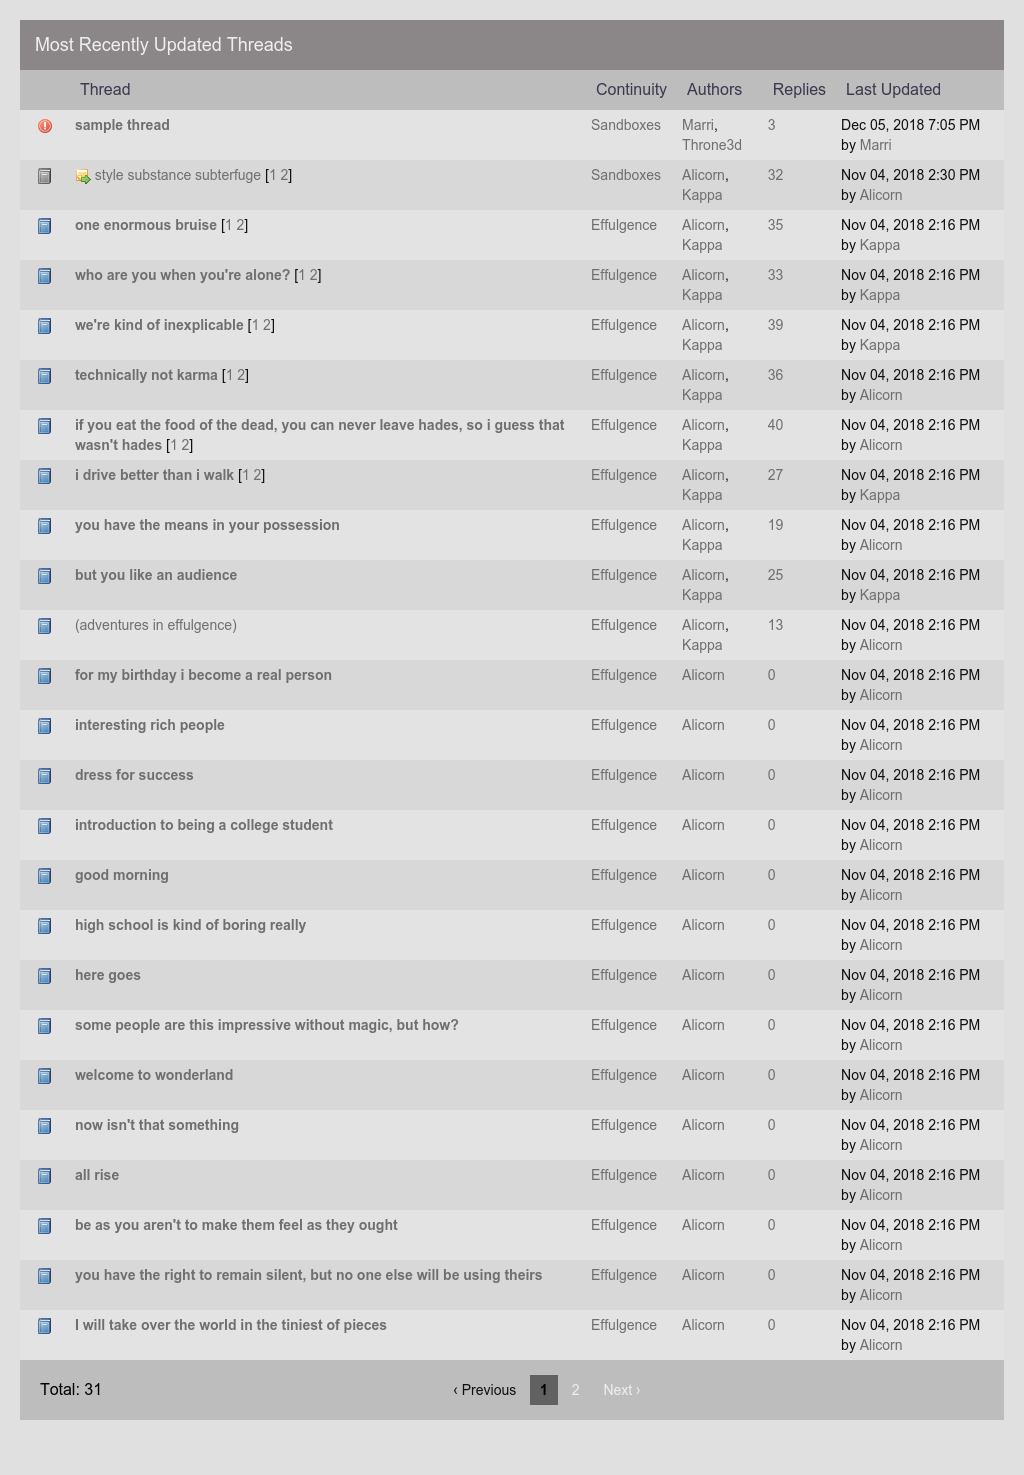 Most Recently Updated Threads
Thread Continuity Authors Replies Last Updated
sample thread Sandboxes Marri, 3 Dec 05, 2018 7:05 PM
Throne3d by Marri
style substance subterfuge [1 2] Sandboxes Alicorn, 32 Nov 04, 2018 2:30 PM
Kappa by Alicorn
one enormous bruise [1 2] Effulgence Alicorn, 35 Nov 04, 2018 2:16 PM
Kappa by Kappa
who are you when you're alone? [1 2] Effulgence Alicorn, 33 Nov 04, 2018 2:16 PM
Kappa by Kappa
we're kind of inexplicable [1 2] Effulgence Alicorn, 39 Nov 04, 2018 2:16 PM
Kappa by Kappa
technically not karma [1 2] Effulgence Alicorn, 36 Nov 04, 2018 2:16 PM
Kappa by Alicorn
if you eat the food of the dead, you can never leave hades, so i guess that Effulgence Alicorn, 40 Nov 04, 2018 2:16 PM
wasn't hades [1 2] Kappa by Alicorn
i drive better than i walk [1 2] Effulgence Alicorn, 27 Nov 04, 2018 2:16 PM
Kappa by Kappa
you have the means in your possession Effulgence Alicorn, 19 Nov 04, 2018 2:16 PM
Kappa by Alicorn
but you like an audience Effulgence Alicorn, 25 Nov 04, 2018 2:16 PM
Kappa by Kappa
(adventures in effulgence) Effulgence Alicorn, 13 Nov 04, 2018 2:16 PM
Kappa by Alicorn
for my birthday i become a real person Effulgence Alicorn 0 Nov 04, 2018 2:16 PM
by Alicorn
interesting rich people Effulgence Alicorn 0 Nov 04, 2018 2:16 PM
by Alicorn
dress for success Effulgence Alicorn 0 Nov 04, 2018 2:16 PM
by Alicorn
introduction to being a college student Effulgence Alicorn 0 Nov 04, 2018 2:16 PM
by Alicorn
good morning Effulgence Alicorn 0 Nov 04, 2018 2:16 PM
by Alicorn
high school is kind of boring really Effulgence Alicorn 0 Nov 04, 2018 2:16 PM
by Alicorn
here goes Effulgence Alicorn 0 Nov 04, 2018 2:16 PM
by Alicorn
some people are this impressive without magic, but how? Effulgence Alicorn 0 Nov 04, 2018 2:16 PM
by Alicorn
welcome to wonderland Effulgence Alicorn 0 Nov 04, 2018 2:16 PM
by Alicorn
now isn't that something Effulgence Alicorn 0 Nov 04, 2018 2:16 PM
by Alicorn
all rise Effulgence Alicorn 0 Nov 04, 2018 2:16 PM
by Alicorn
be as you aren't to make them feel as they ought Effulgence Alicorn 0 Nov 04, 2018 2:16 PM
by Alicorn
you have the right to remain silent, but no one else will be using theirs Effulgence Alicorn 0 Nov 04, 2018 2:16 PM
by Alicorn
I will take over the world in the tiniest of pieces Effulgence Alicorn 0 Nov 04, 2018 2:16 PM
by Alicorn
Total: 31 ‹ Previous 1 2 Next ›